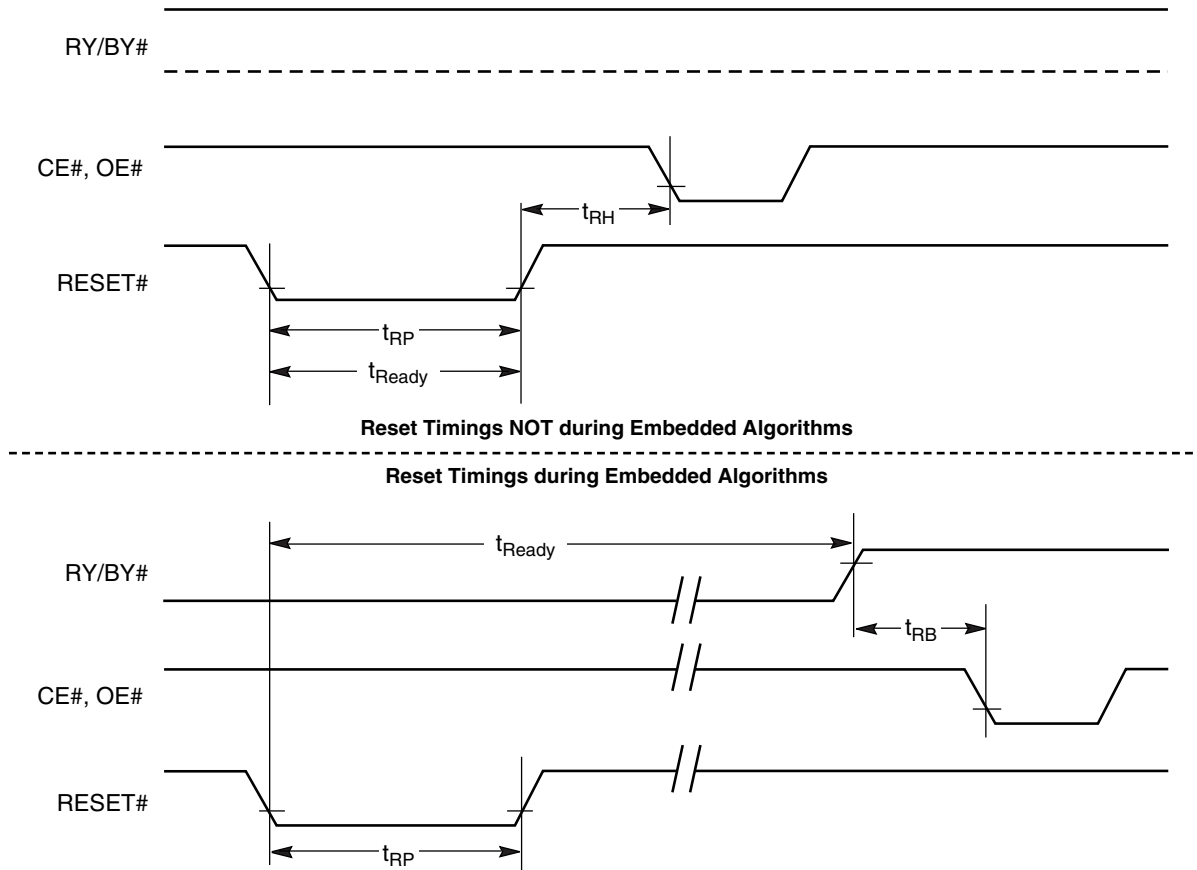 RY/BY#
CE#, OE#
tRH
RESET#
tRP
tReady
Reset Timings NOT during Embedded Algorithms
Reset Timings during Embedded Algorithms
tReady
RY/BY#
tRB
CE#, OE#
RESET#
tRP